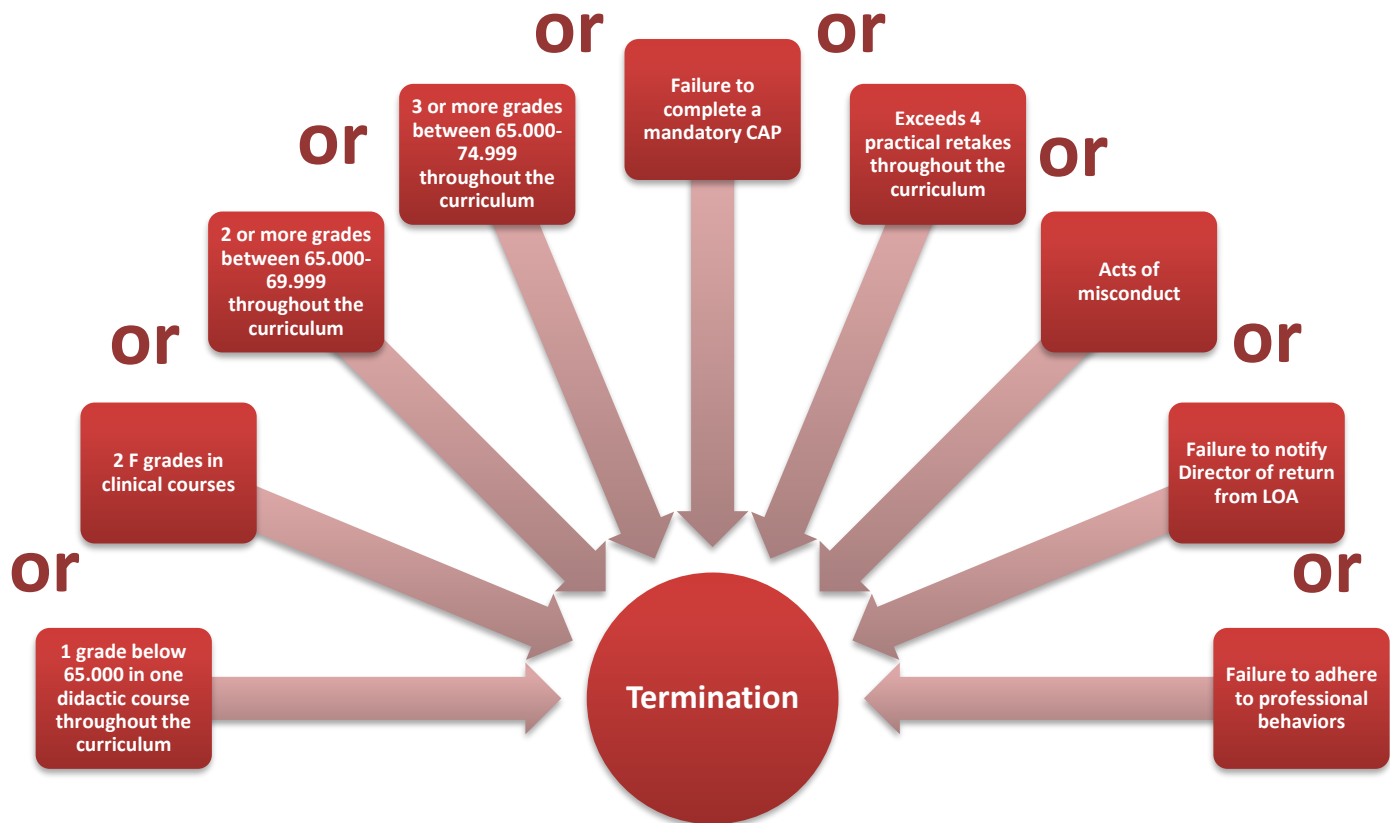 or
or
Failure to
complete a
mandatory CAP
3 or more grades
between 65.000-
74.999
throughout the
curriculum
Exceeds 4
practical retakes
throughout the
curriculum
or
or
2 or more grades
between 65.000-
69.999
throughout the
curriculum
Acts of
misconduct
or
or
2 F grades in
clinical courses
Failure to notify
Director of return
from LOA
or
or
1 grade below
65.000 in one
didactic course
throughout the
curriculum
Termination
Failure to adhere
to professional
behaviors